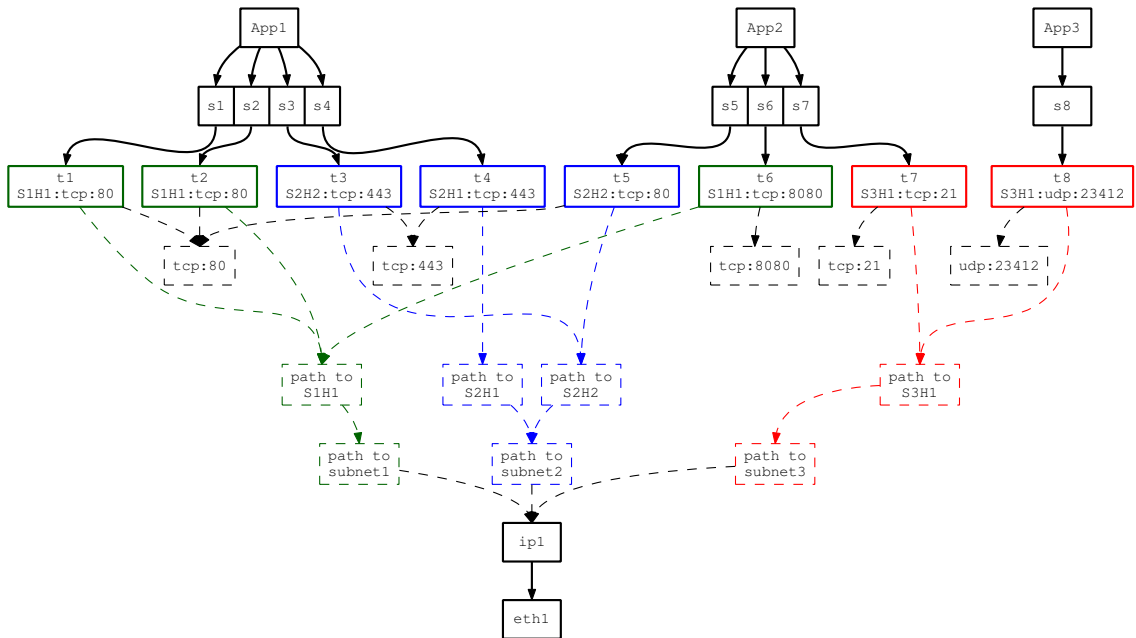 App1
App2
App3
s1
s2
s3
s4
s5
s6
s7
s8
t1
S1H1:tcp:80
t2
S1H1:tcp:80
t3
S2H2:tcp:443
t4
S2H1:tcp:443
t5
S2H2:tcp:80
t6
S1H1:tcp:8080
t7
S3H1:tcp:21
t8
S3H1:udp:23412
tcp:80
tcp:443
tcp:8080
tcp:21
udp:23412
path to
S1H1
path to
S2H1
path to
S2H2
path to
S3H1
path to
subnet1
path to
subnet2
path to
subnet3
ip1
eth1